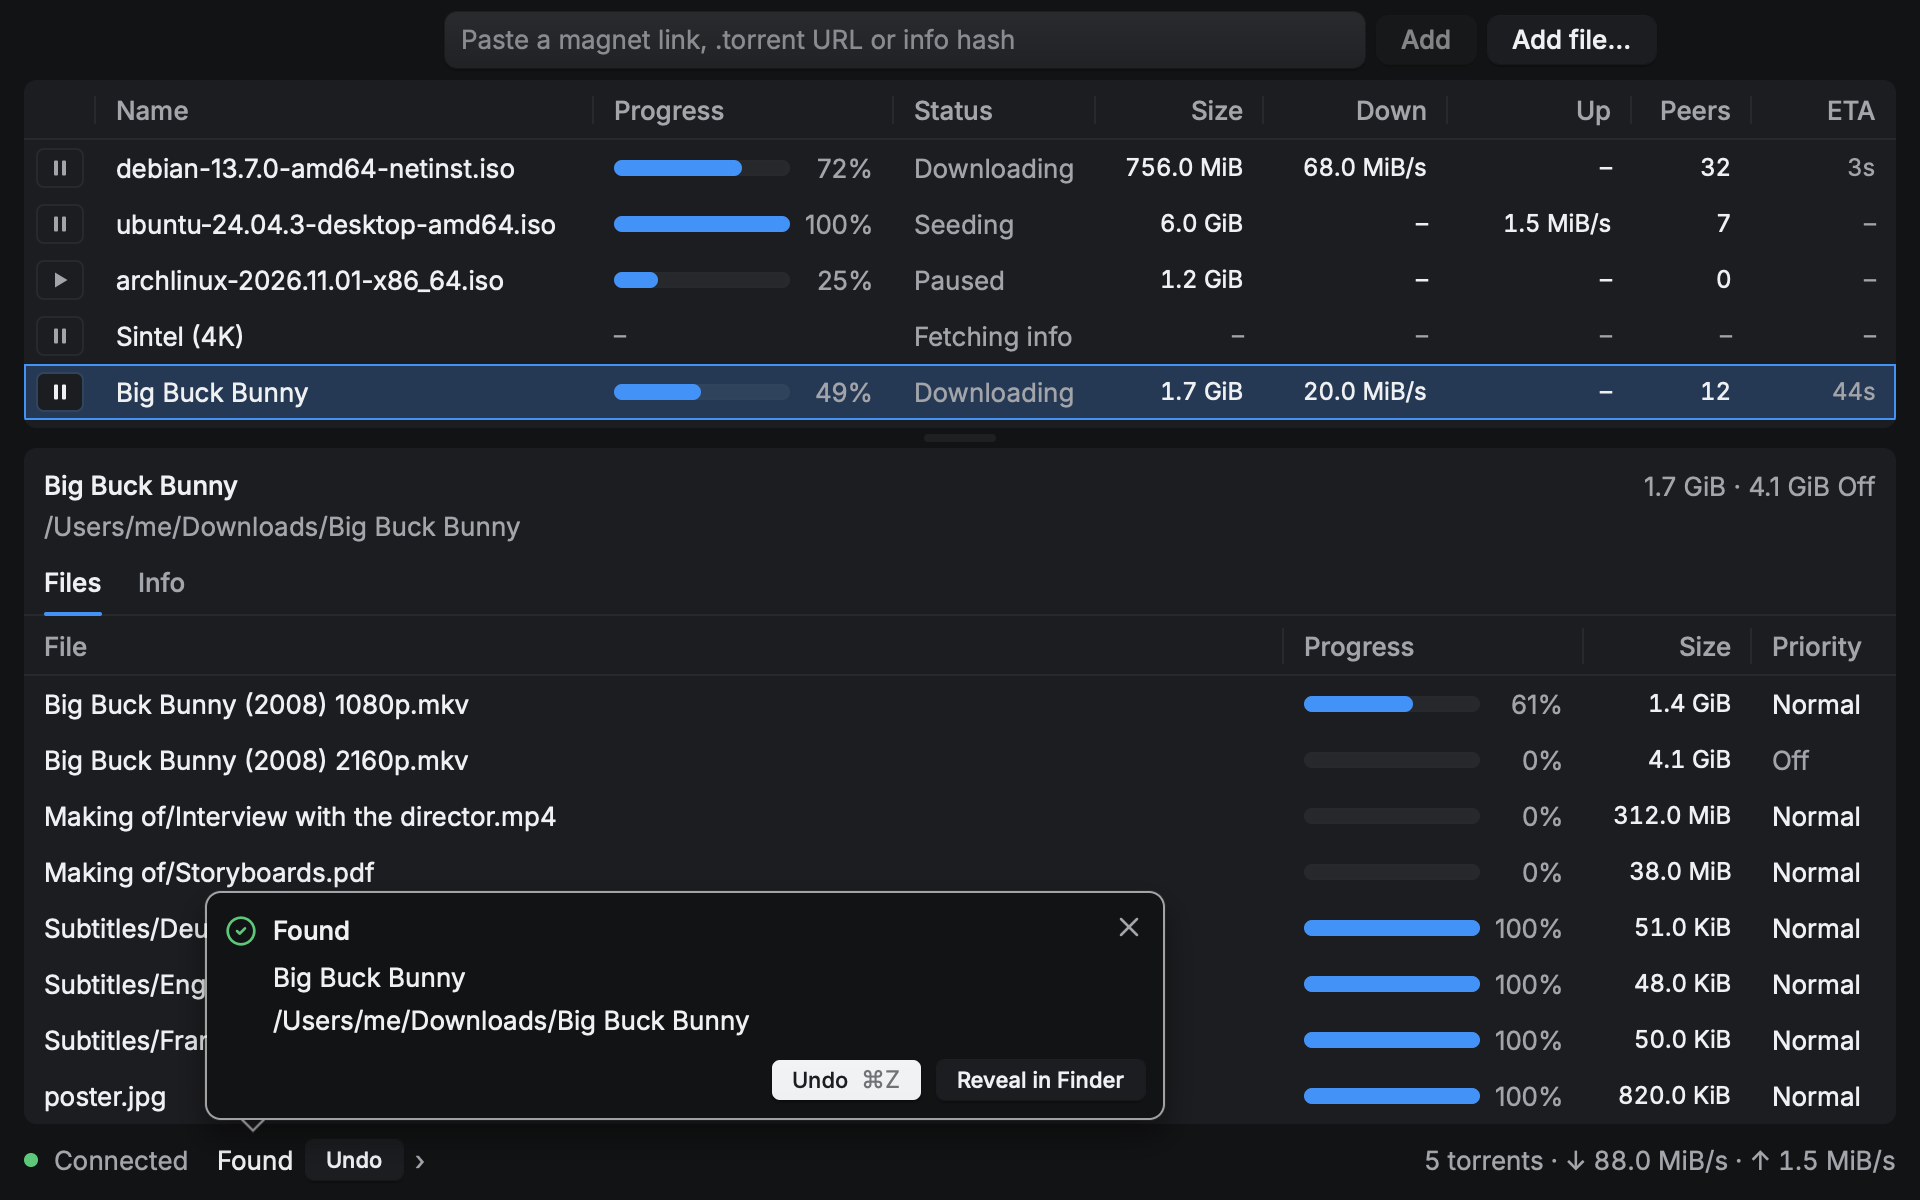 Paste a magnet link, .torrent URL or info hash Add Add file...
Name Progress Status Size Down Up Peers ETA
debian-13.7.0-amd64-netinst.iso 72% Downloading 756.0 MiB 68.0 MiB/s – 32 3s
ubuntu-24.04.3-desktop-amd64.iso 100% Seeding 6.0 GiB – 1.5 MiB/s 7 –
archlinux-2026.11.01-x86_64.iso 25% Paused 1.2 GiB – – 0 –
Sintel (4K) – Fetching info – – – – –
Big Buck Bunny 49% Downloading 1.7 GiB 20.0 MiB/s – 12 44s
Big Buck Bunny 1.7 GiB · 4.1 GiB Off
/Users/me/Downloads/Big Buck Bunny
Files Info
File Progress Size Priority
Big Buck Bunny (2008) 1080p.mkv 61% 1.4 GiB Normal
Big Buck Bunny (2008) 2160p.mkv 0% 4.1 GiB Off
Making of/Interview with the director.mp4 0% 312.0 MiB Normal
Making of/Storyboards.pdf 0% 38.0 MiB Normal
Subtitles/Deu 100% 51.0 KiB Normal
Subtitles/Eng 100% 48.0 KiB Normal
Subtitles/Fran 100% 50.0 KiB Normal
poster.jpg 100% 820.0 KiB Normal
Found
Big Buck Bunny
/Users/me/Downloads/Big Buck Bunny
Undo ⌘Z Reveal in Finder
Connected Found Undo › 5 torrents · ↓ 88.0 MiB/s · ↑ 1.5 MiB/s